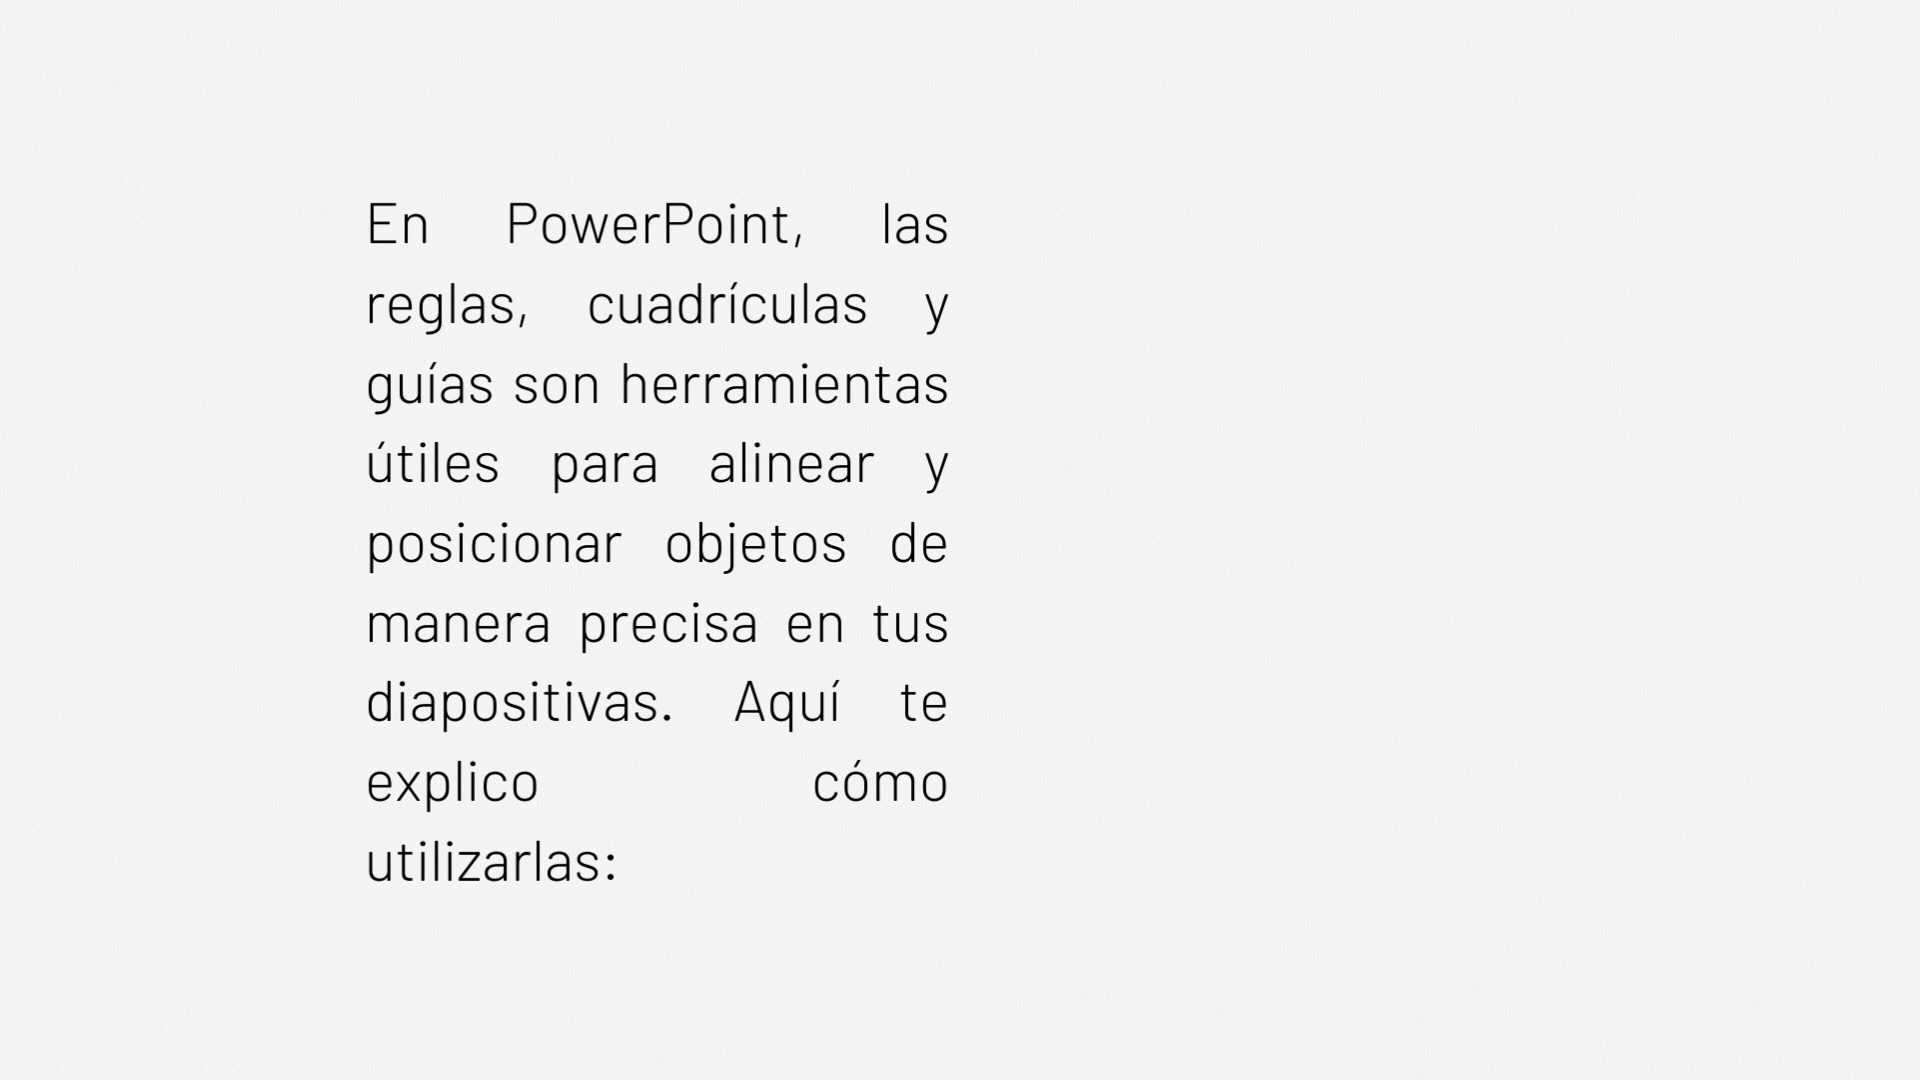 En PowerPoint, las
reglas, cuadrículas y
guías son herramientas
útiles para alinear y
posicionar objetos de
manera precisa en tus
diapositivas. Aquí te
explico cómo
utilizarlas: